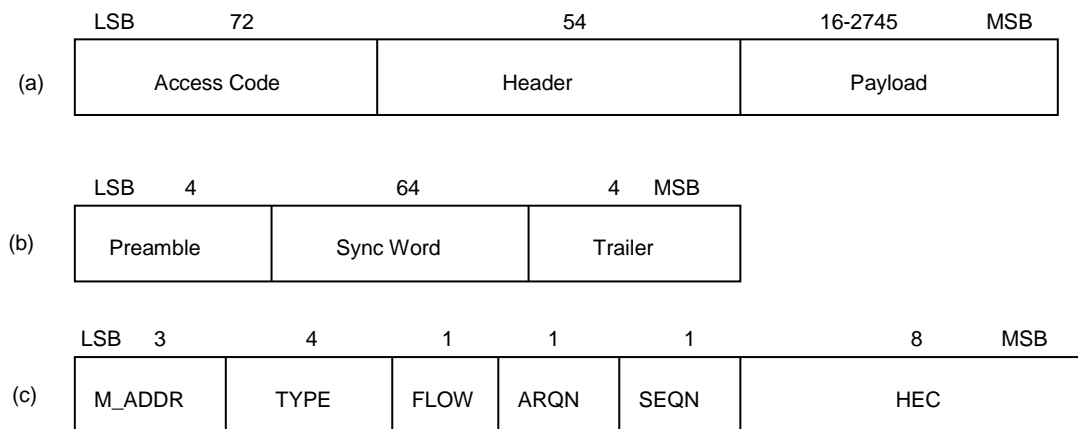 LSB 72 54 16-2745 MSB
(a) Access Code Header Payload
LSB 4 64 4 MSB
(b) Preamble Sync Word Trailer
LSB 3 4 1 1 1 8 MSB
(c) M_ADDR TYPE FLOW ARQN SEQN HEC